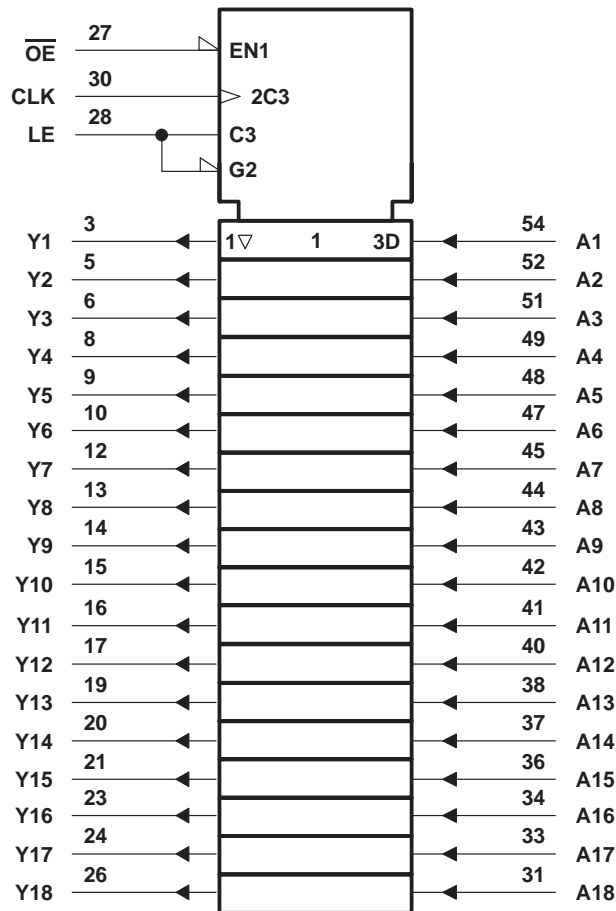 27
OE EN1
30
CLK 2C3
28
LE C3
G2
3 54
Y1 1▽ 1 3D A1
5 52
Y2 A2
6 51
Y3 A3
8 49
Y4 A4
9 48
Y5 A5
10 47
Y6 A6
12 45
Y7 A7
13 44
Y8 A8
14 43
Y9 A9
15 42
Y10 A10
16 41
Y11 A11
17 40
Y12 A12
19 38
Y13 A13
20 37
Y14 A14
21 36
Y15 A15
23 34
Y16 A16
24 33
Y17 A17
26 31
Y18 A18